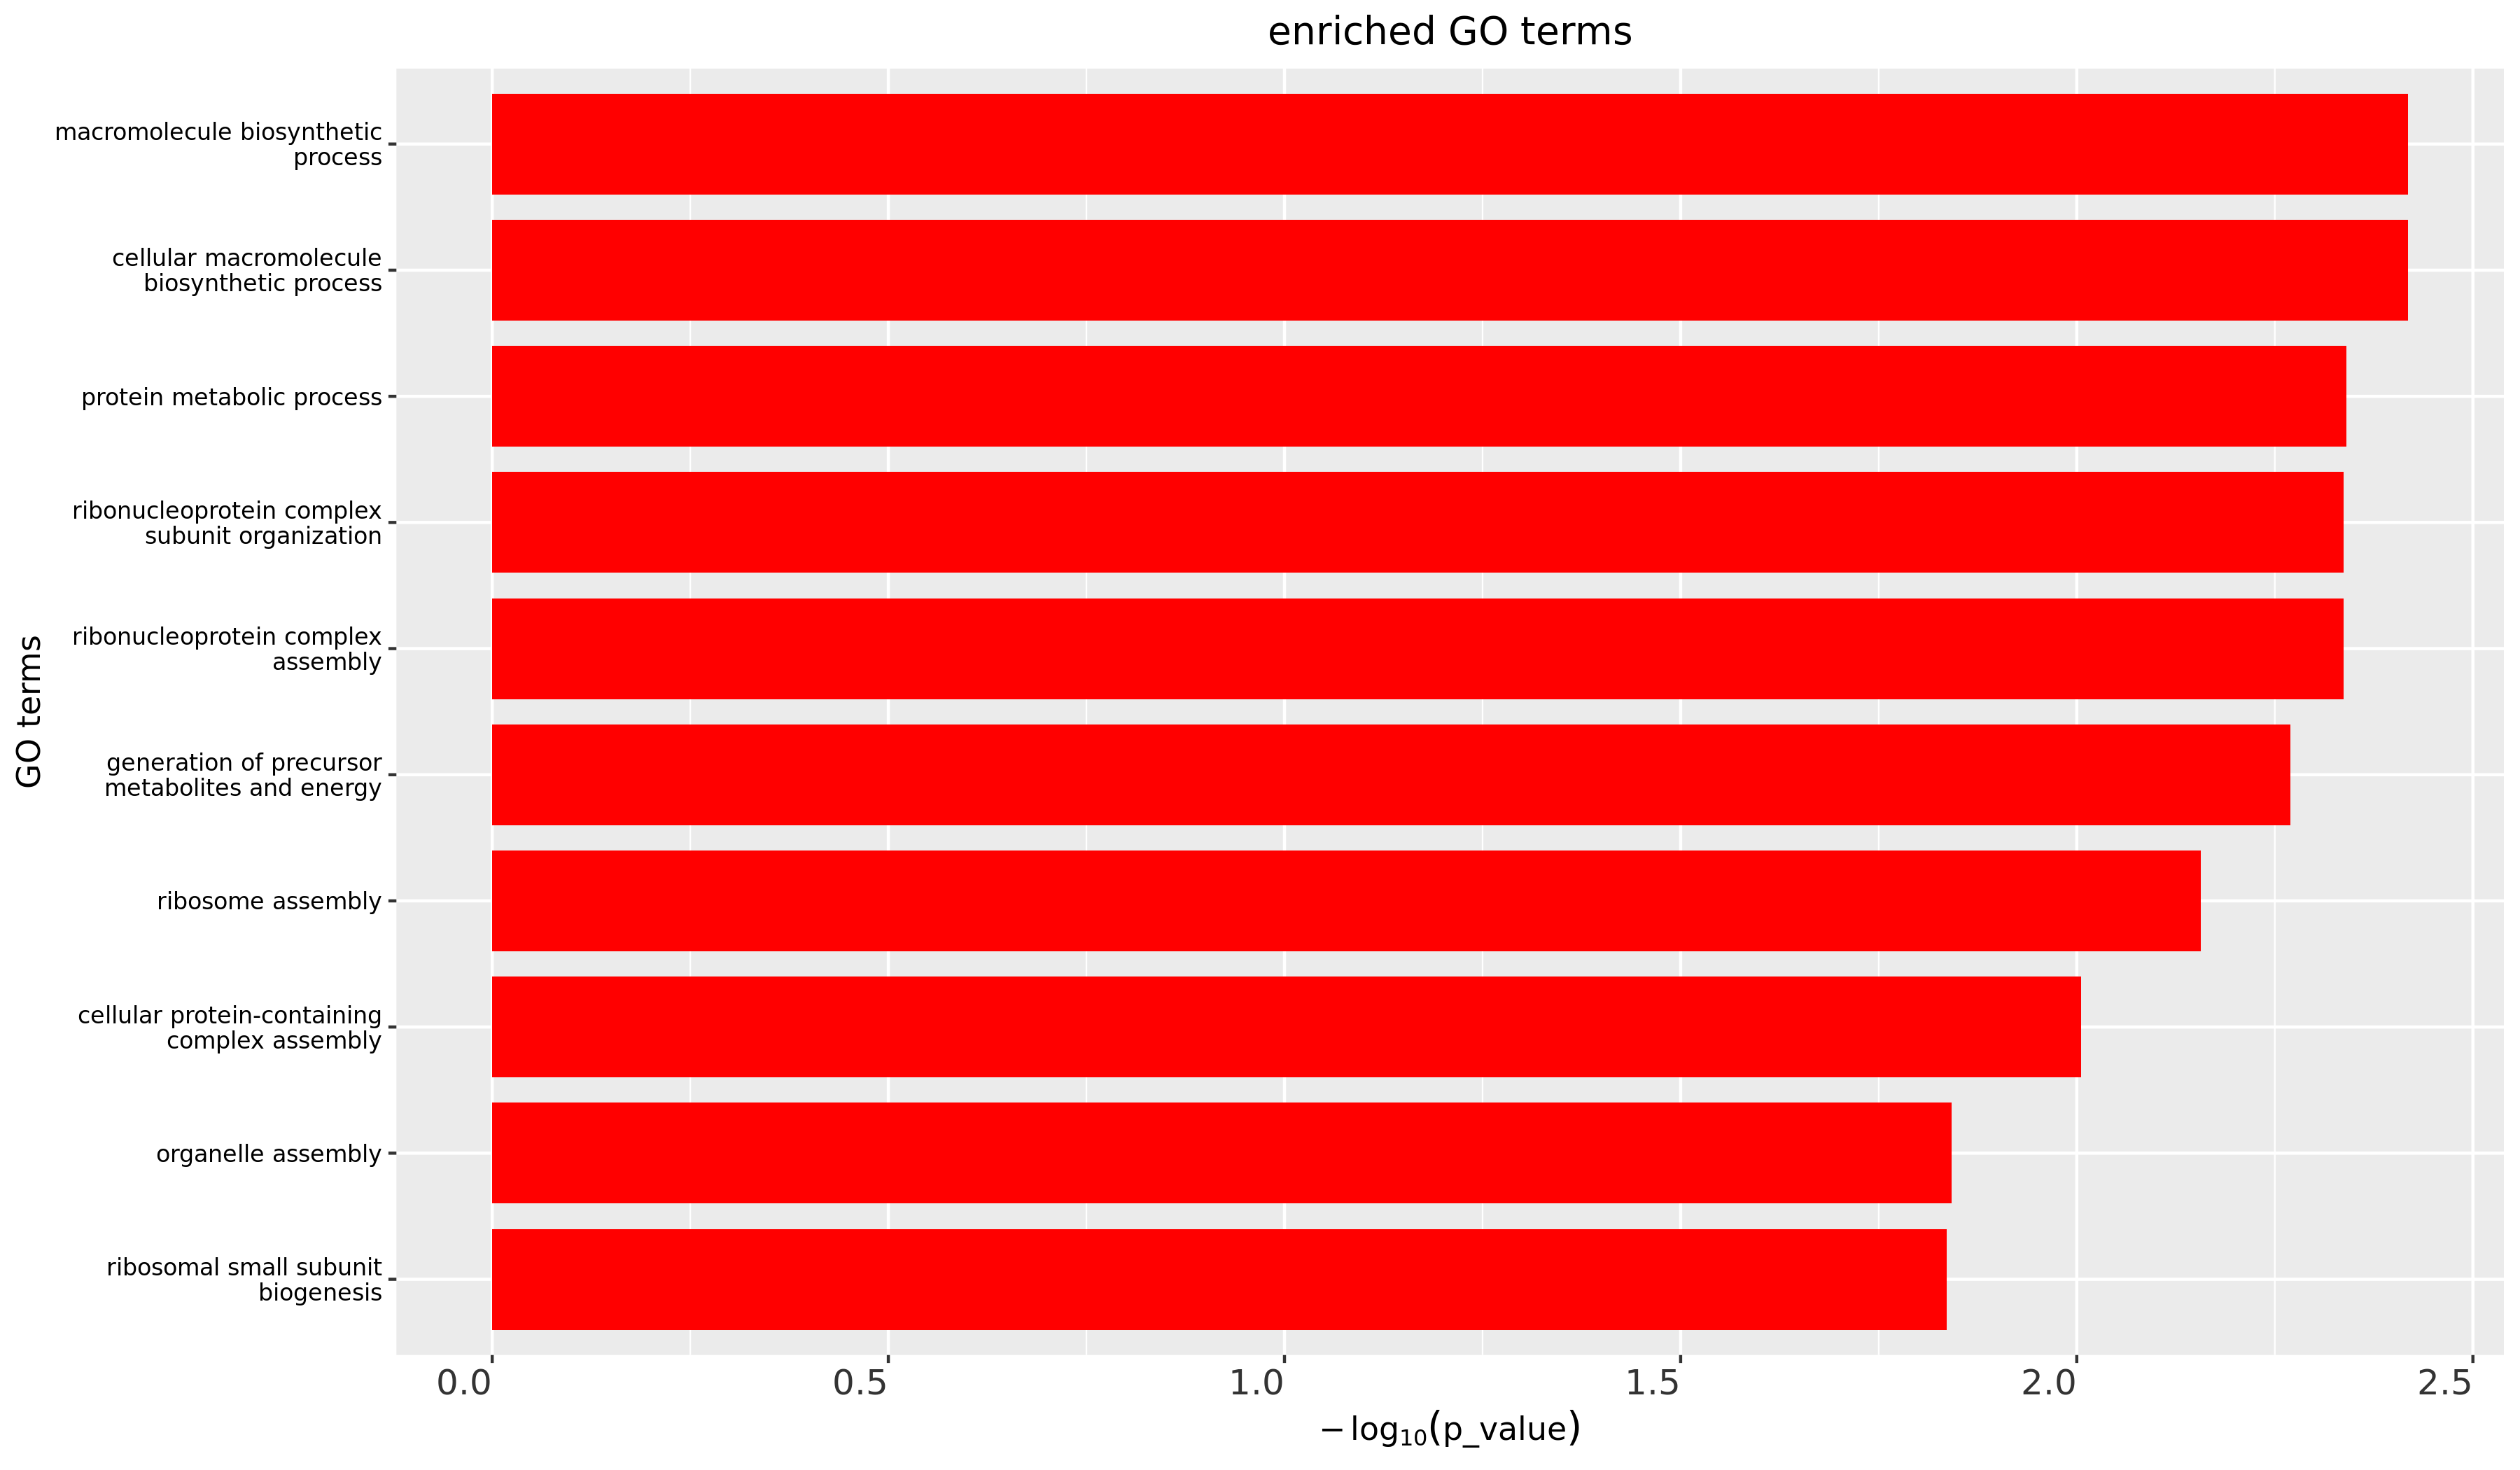 enriched GO terms
macromolecule biosynthetic
process
cellular macromolecule
biosynthetic process
protein metabolic process
ribonucleoprotein complex
subunit organization
ribonucleoprotein complex
assembly
generation of precursor
metabolites and energy
ribosome assembly
cellular protein-containing
complex assembly
organelle assembly
ribosomal small subunit
biogenesis
GO terms
0.0 0.5 1.0 1.5 2.0 2.5
−log₁₀(p_value)